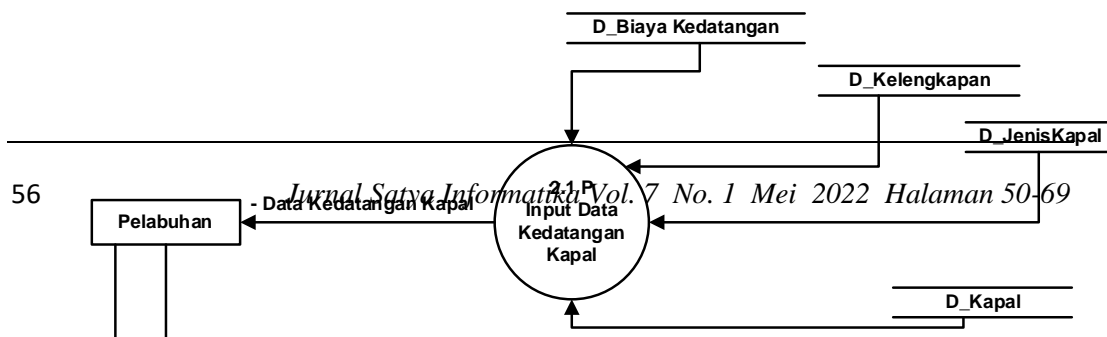 D_Biaya Kedatangan
D_Kelengkapan
D_JenisKapal
56
Jurnal Satya Informatika Vol. 7 No. 1 Mei 2022 Halaman 50-69
Pelabuhan
- Data Kedatangan Kapal
2.1 P
Input Data
Kedatangan
Kapal
D_Kapal